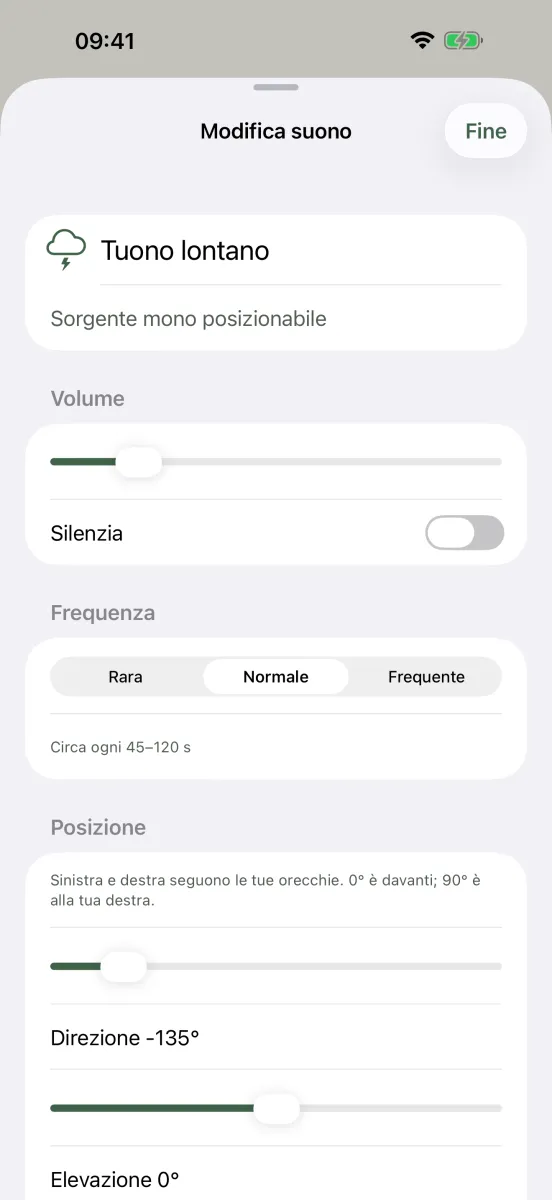 09:41
Modifica suono
Fine
Tuono lontano
Sorgente mono posizionabile
Volume
Silenzia
Frequenza
Rara
Normale
Frequente
Circa ogni 45–120 s
Posizione
Sinistra e destra seguono le tue orecchie. 0° è davanti; 90° è
alla tua destra.
Direzione -135°
Elevazione 0°